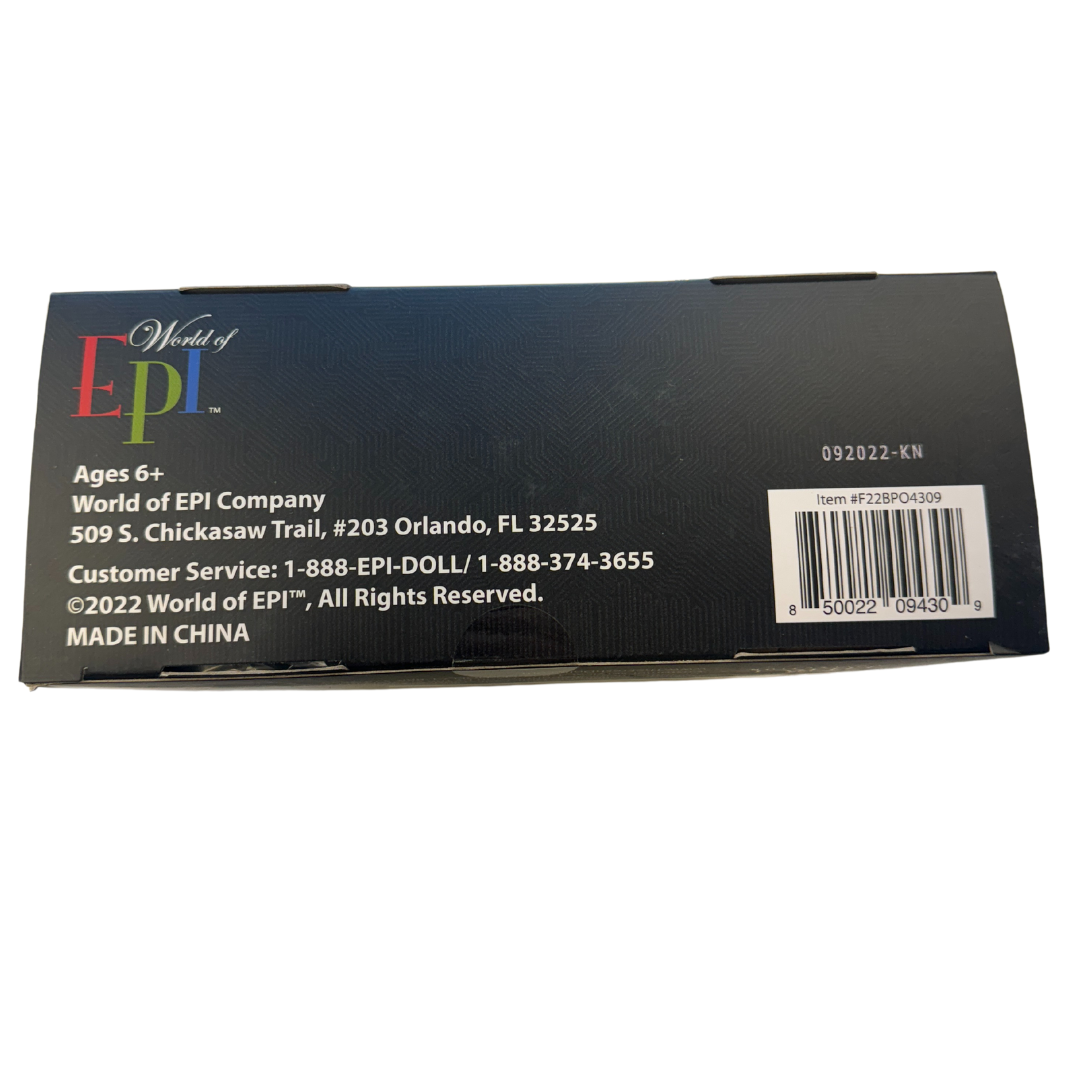 World of
EPI™
Ages 6+
World of EPI Company
509 S. Chickasaw Trail, #203 Orlando, FL 32525
Customer Service: 1-888-EPI-DOLL/ 1-888-374-3655
©2022 World of EPI™, All Rights Reserved.
MADE IN CHINA
092022-KN
Item #F22BPO4309
8 50022 09430 9